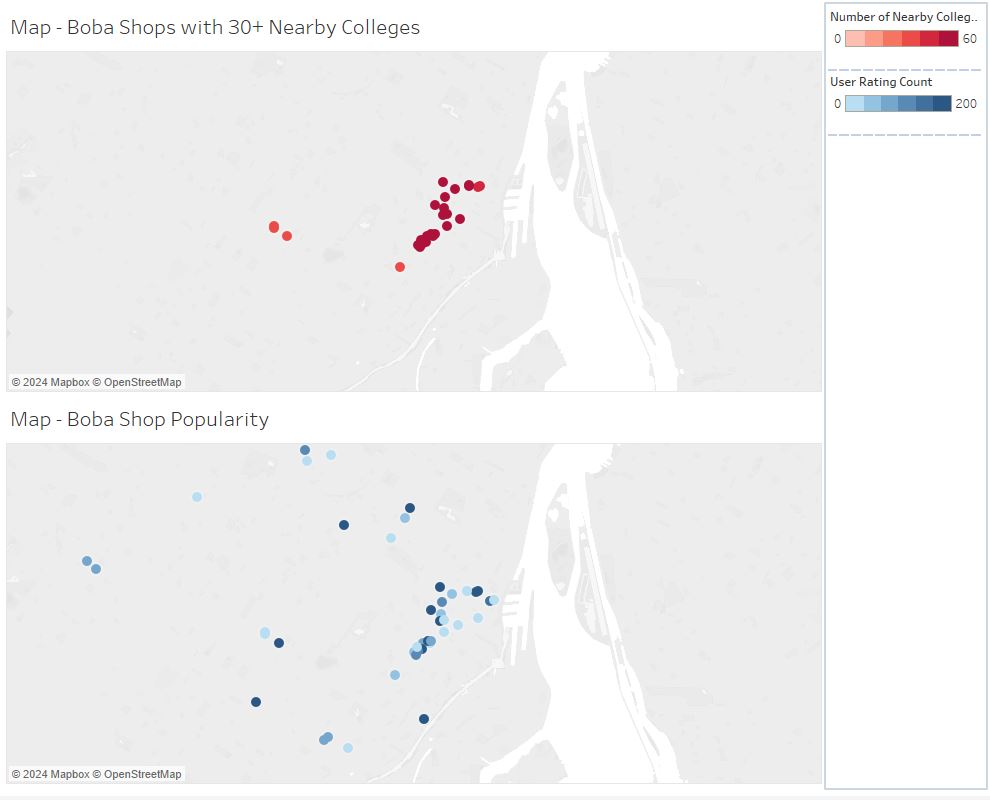 Map - Boba Shops with 30+ Nearby Colleges
Number of Nearby Colleg..
0 60
User Rating Count
0 200
© 2024 Mapbox © OpenStreetMap
Map - Boba Shop Popularity
© 2024 Mapbox © OpenStreetMap